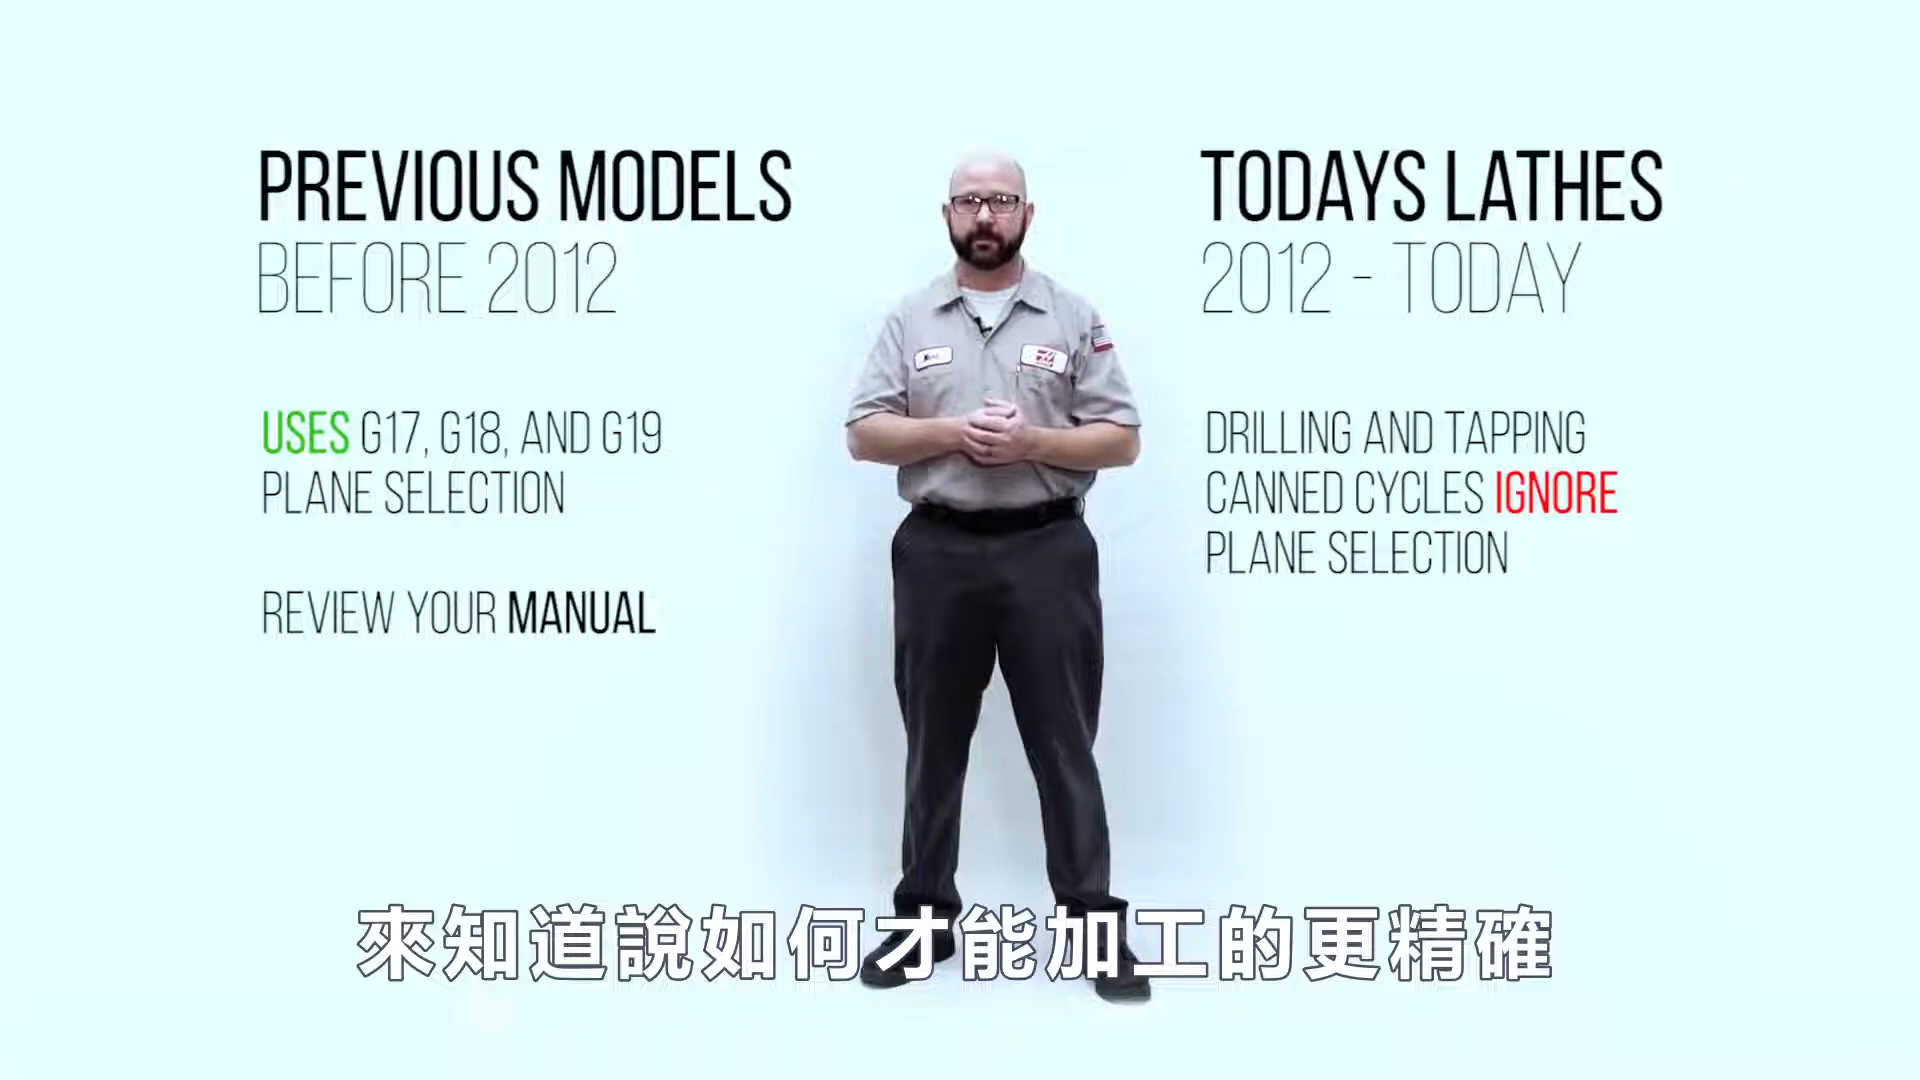 PREVIOUS MODELS
BEFORE 2012
USES G17, G18, AND G19
PLANE SELECTION
REVIEW YOUR MANUAL
TODAYS LATHES
2012 - TODAY
DRILLING AND TAPPING
CANNED CYCLES IGNORE
PLANE SELECTION
來知道說如何才能加工的更精確